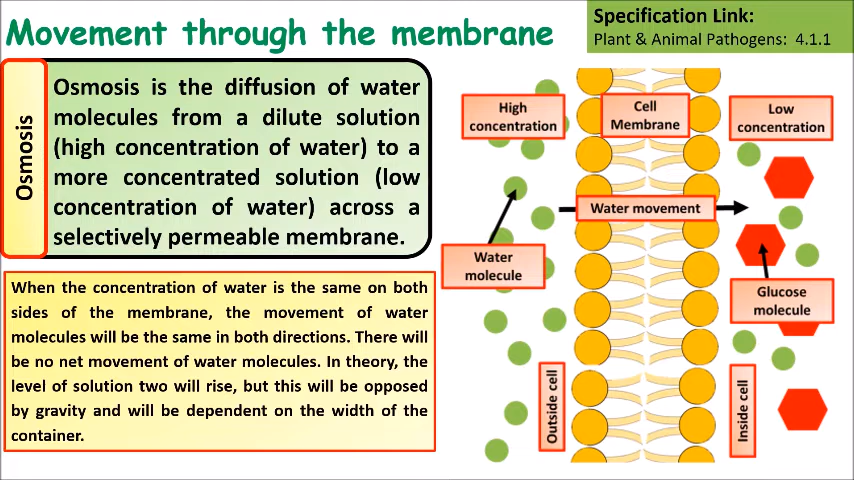 Movement through the membrane
Specification Link:
Plant & Animal Pathogens: 4.1.1
Osmosis
Osmosis is the diffusion of water
molecules from a dilute solution
(high concentration of water) to a
more concentrated solution (low
concentration of water) across a
selectively permeable membrane.
When the concentration of water is the same on both
sides of the membrane, the movement of water
molecules will be the same in both directions. There will
be no net movement of water molecules. In theory, the
level of solution two will rise, but this will be opposed
by gravity and will be dependent on the width of the
container.
High
concentration
Cell
Membrane
Low
concentration
Water movement
Water
molecule
Glucose
molecule
Outside cell
Inside cell